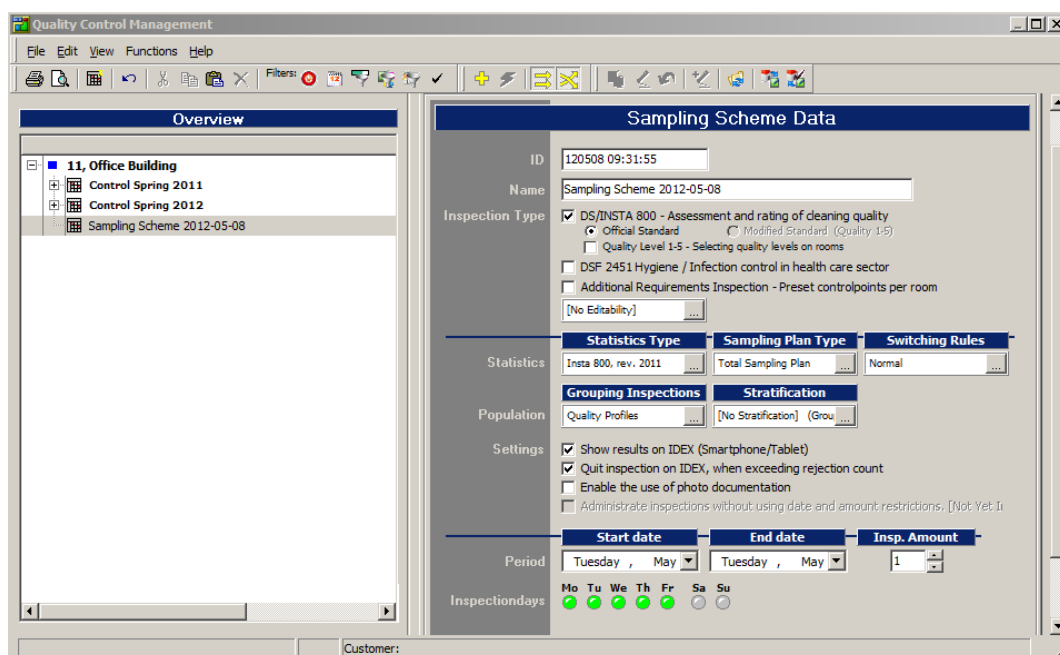 Quality Control Management
File Edit View Functions Help
Filters:
12
Overview
11, Office Building
Control Spring 2011
Control Spring 2012
Sampling Scheme 2012-05-08
Sampling Scheme Data
ID 120508 09:31:55
Name Sampling Scheme 2012-05-08
Inspection Type DS/INSTA 800 - Assessment and rating of cleaning quality
Official Standard Modified Standard (Quality 1-5)
Quality Level 1-5 - Selecting quality levels on rooms
DSF 2451 Hygiene / Infection control in health care sector
Additional Requirements Inspection - Preset controlpoints per room
[No Editability] ...
Statistics Type Sampling Plan Type Switching Rules
Statistics Insta 800, rev. 2011 ... Total Sampling Plan ... Normal ...
Grouping Inspections Stratification
Population Quality Profiles ... [No Stratification] (Grou ...
Settings Show results on IDEX (Smartphone/Tablet)
Quit inspection on IDEX, when exceeding rejection count
Enable the use of photo documentation
Administrate inspections without using date and amount restrictions. [Not Yet I
Start date End date Insp. Amount
Period Tuesday , May Tuesday , May 1
Mo Tu We Th Fr Sa Su
Inspectiondays
Customer: